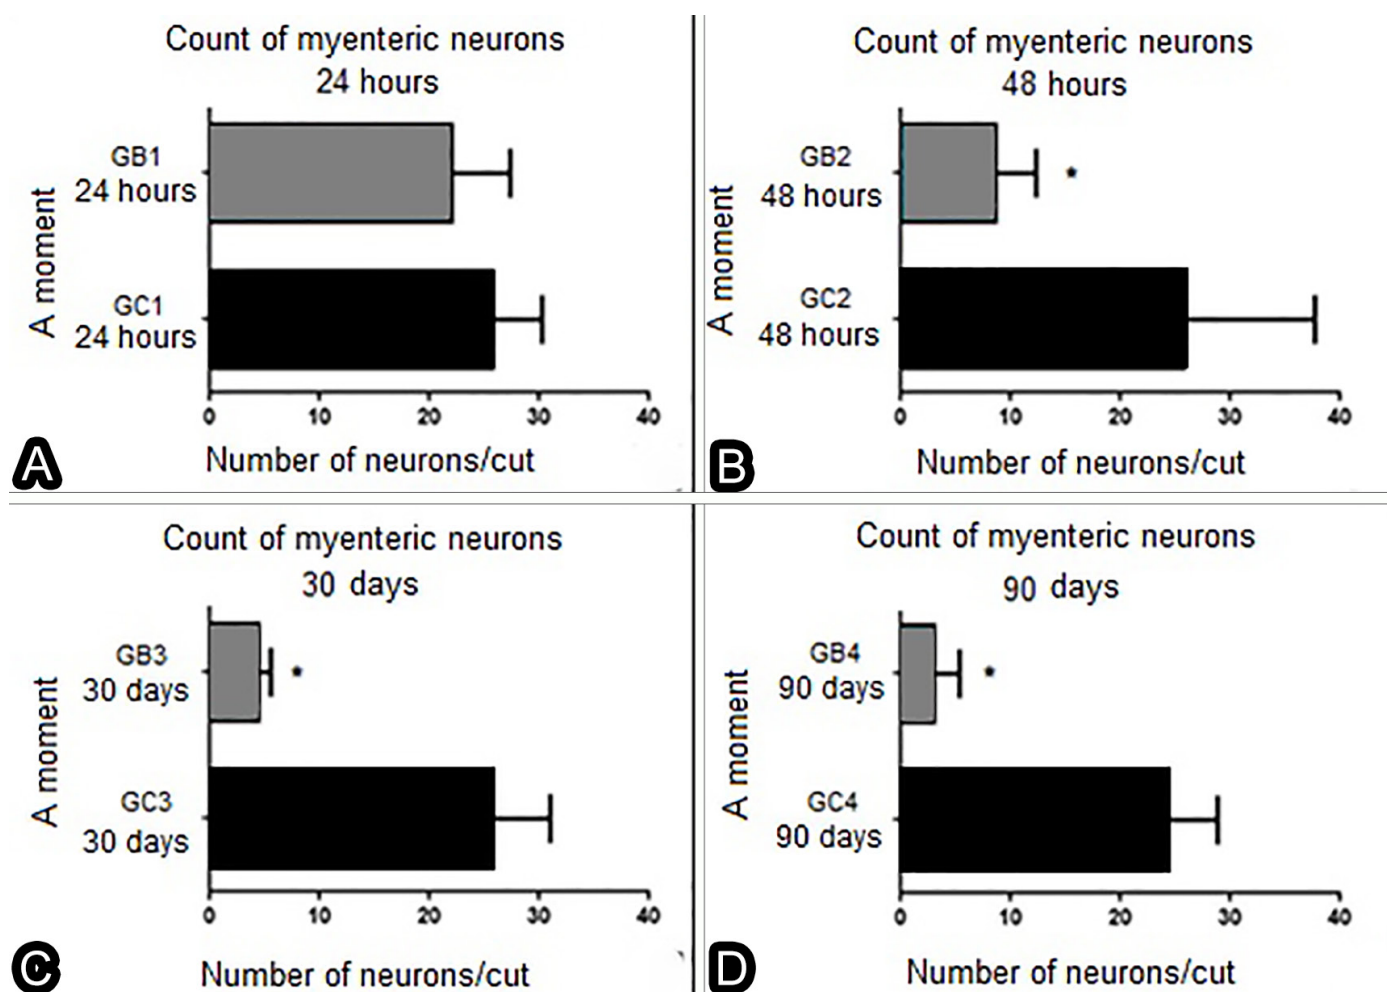 Count of myenteric neurons
24 hours
GB1
24 hours
GC1
24 hours
A moment
0 10 20 30 40
Number of neurons/cut
A
Count of myenteric neurons
48 hours
GB2
48 hours
*
GC2
48 hours
A moment
0 10 20 30 40
Number of neurons/cut
B
Count of myenteric neurons
30 days
GB3
30 days
*
GC3
30 days
A moment
0 10 20 30 40
Number of neurons/cut
C
Count of myenteric neurons
90 days
GB4
90 days
*
GC4
90 days
A moment
0 10 20 30 40
Number of neurons/cut
D